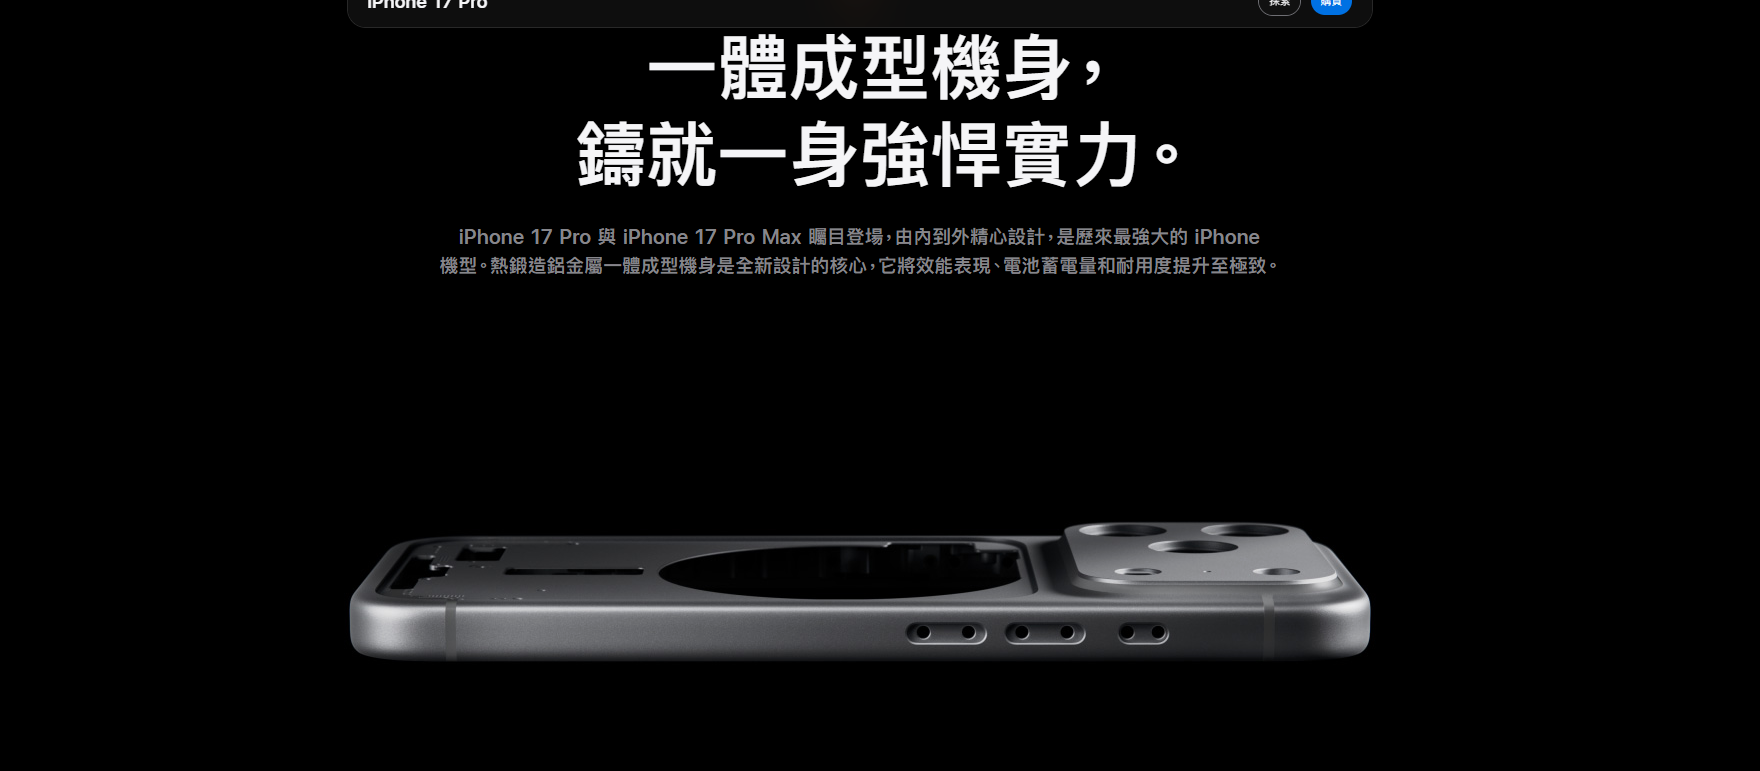 iPhone 17 Pro
探索
購買
一體成型機身，
鑄就一身強悍實力。
iPhone 17 Pro 與 iPhone 17 Pro Max 矚目登場，由內到外精心設計，是歷來最強大的 iPhone
機型。熱鍛造鋁金屬一體成型機身是全新設計的核心，它將效能表現、電池蓄電量和耐用度提升至極致。